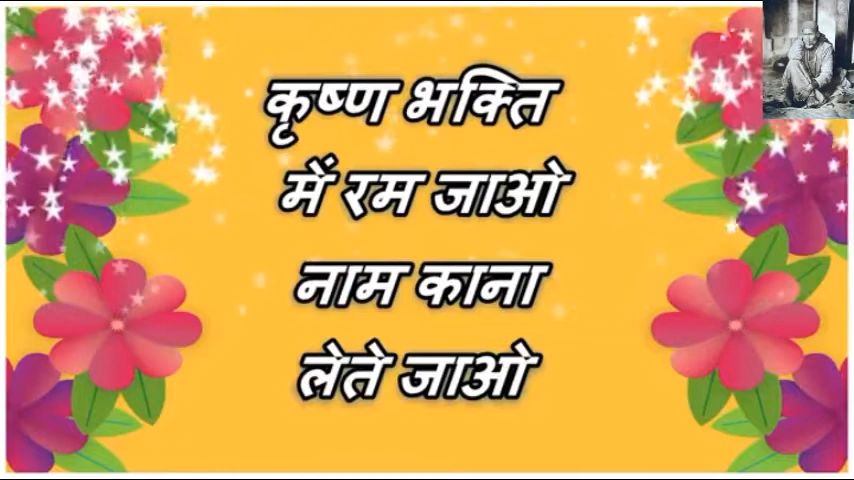 कृष्ण भक्ति
में रम जाओ
नाम काना
लेते जाओ